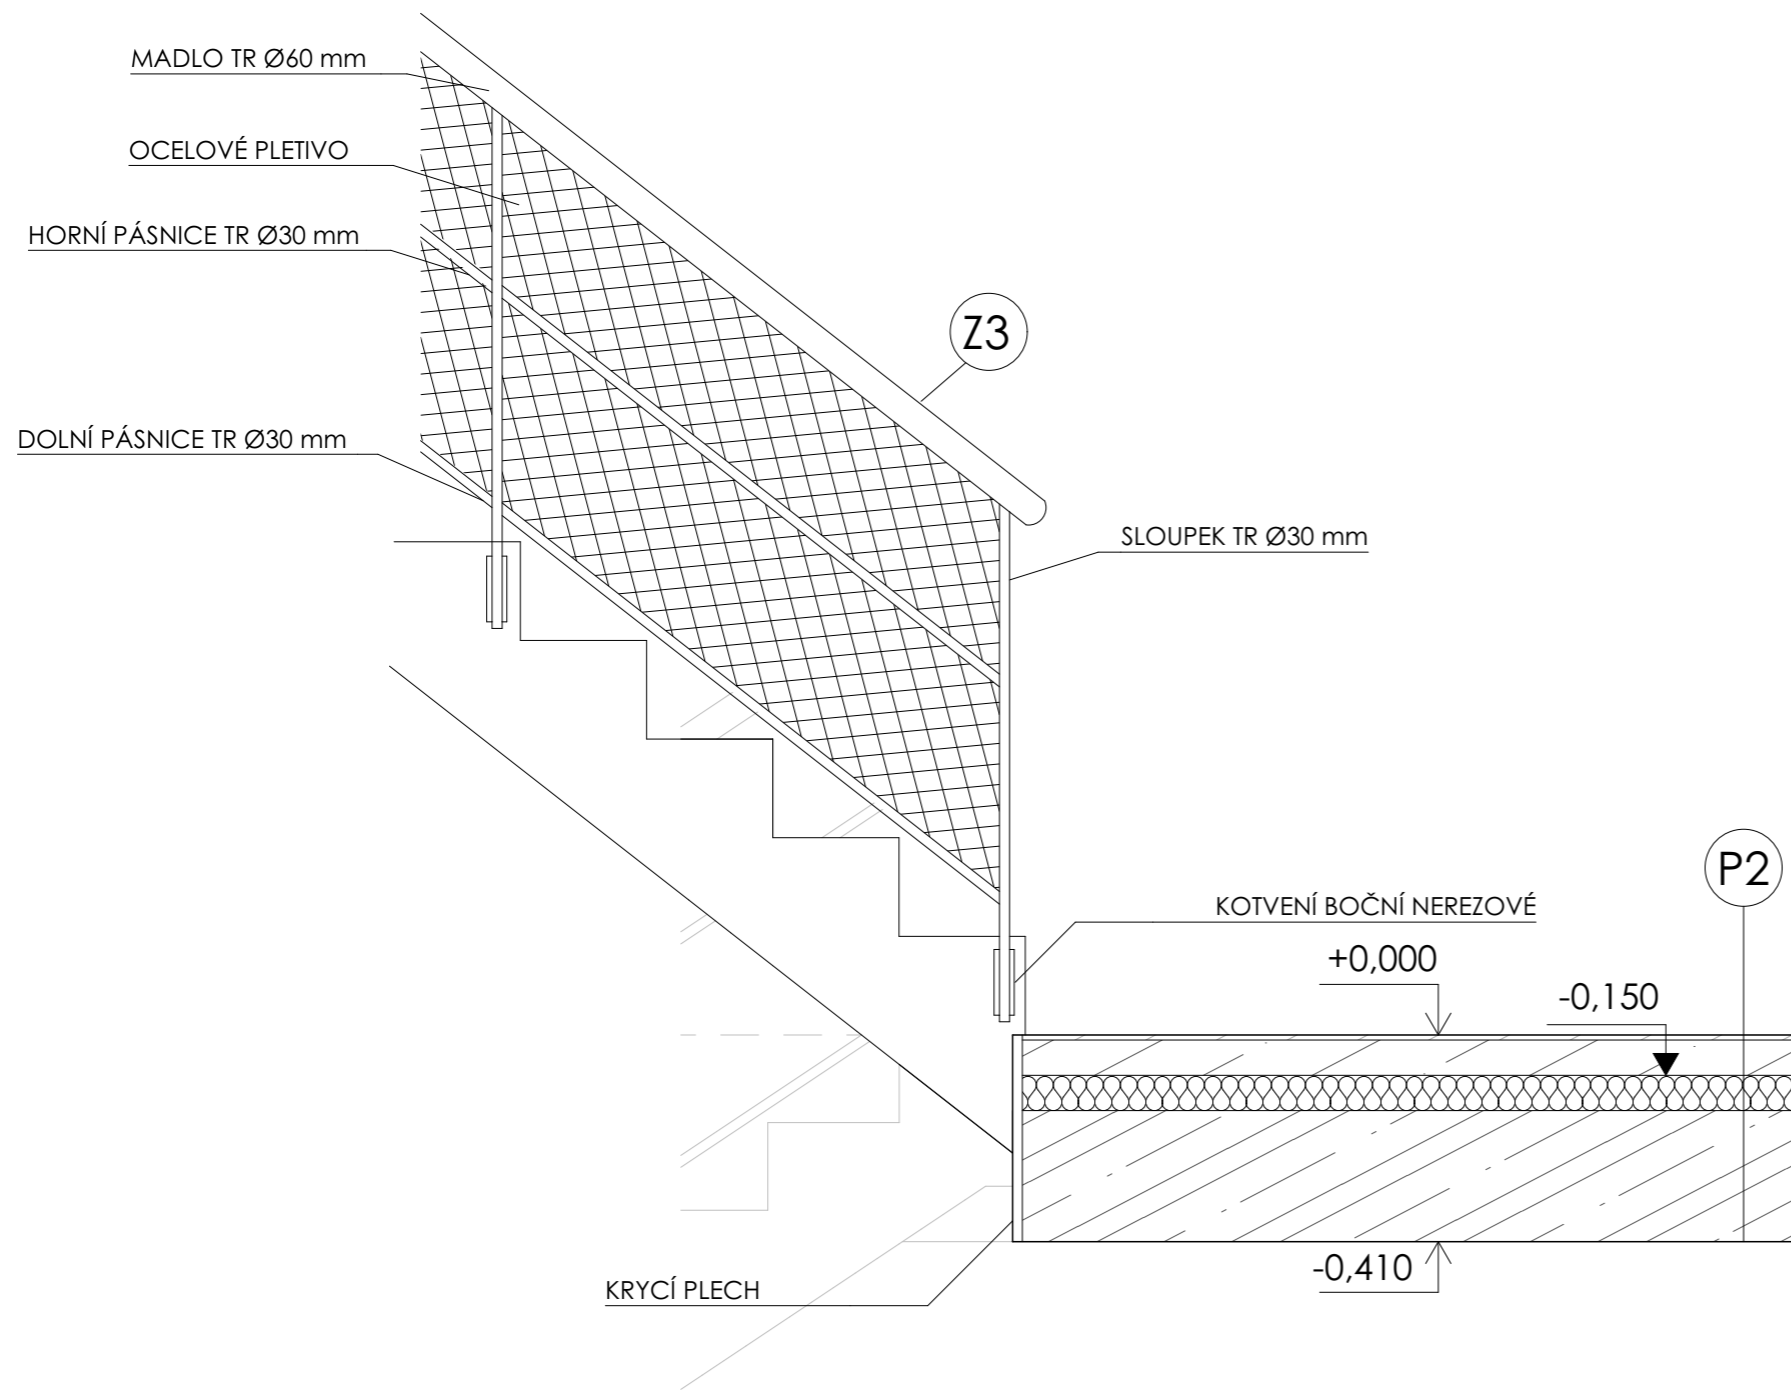 MADLO TR Ø60 mm
OCELOVÉ PLETIVO
HORNÍ PÁSNICE TR Ø30 mm
Z3
DOLNÍ PÁSNICE TR Ø30 mm
SLOUPEK TR Ø30 mm
P2
KOTVENÍ BOČNÍ NEREZOVÉ
+0,000
-0,150
-0,410
KRYCÍ PLECH